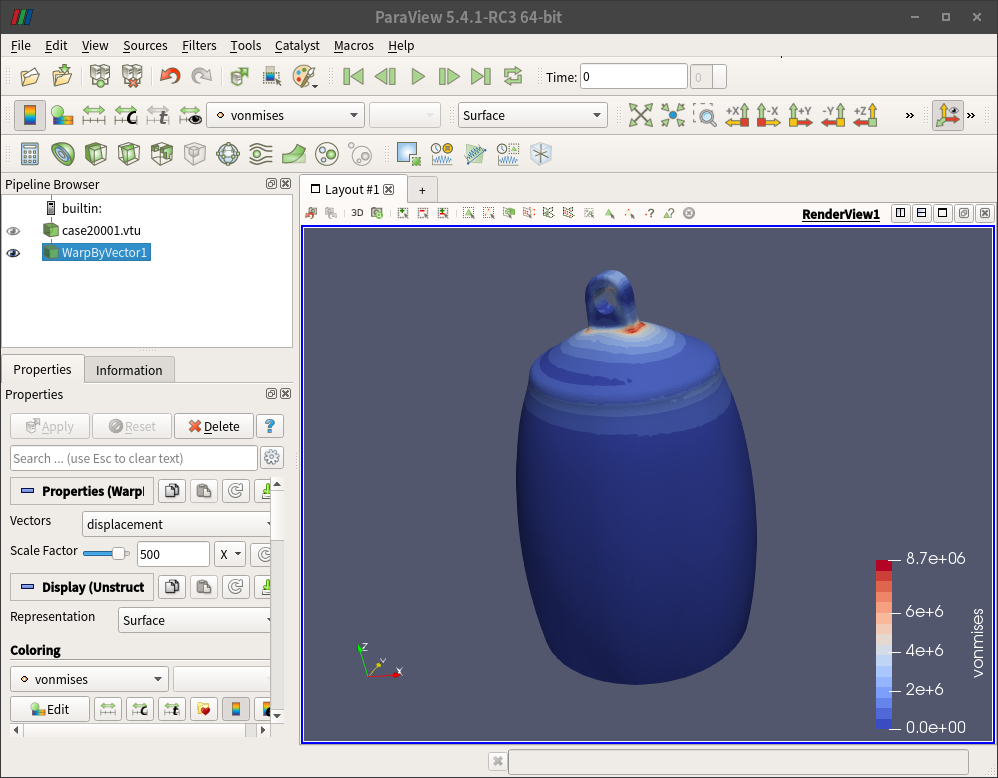 ParaView 5.4.1-RC3 64-bit
File Edit View Sources Filters Tools Catalyst Macros Help
Time: 0 0
C t vonmises Surface +X -X +Y -Y +Z »  »
Pipeline Browser
builtin:
case20001.vtu
WarpByVector1
Layout #1 +
3D ? ? RenderView1
Properties Information
Properties
Apply Reset Delete ?
Search ... (use Esc to clear text)
Properties (Warpl
Vectors displacement
Scale Factor 500 X
Display (Unstruct
Representation Surface
Coloring
vonmises
Edit C t
Z
Y
X
8.7e+06
6e+6
4e+6
2e+6
0.0e+00
vonmises